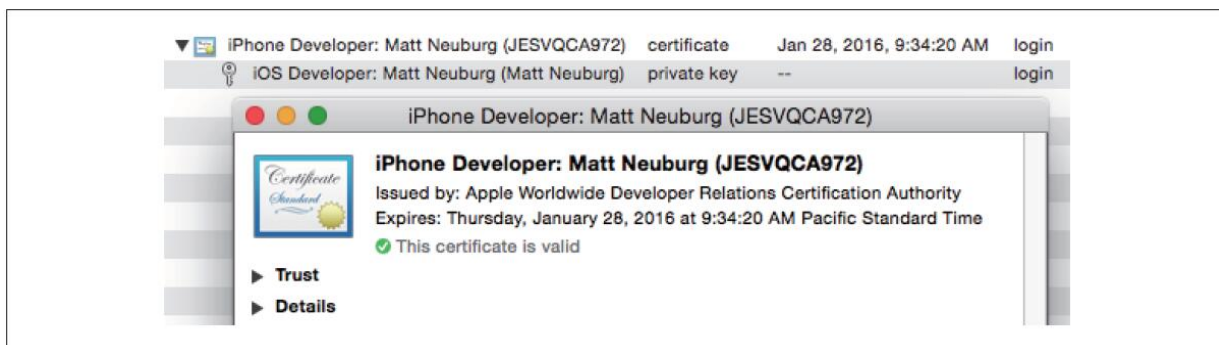 iPhone Developer: Matt Neuburg (JESVQCA972) certificate Jan 28, 2016, 9:34:20 AM login
iOS Developer: Matt Neuburg (Matt Neuburg) private key -- login
iPhone Developer: Matt Neuburg (JESVQCA972)
Certificate
Standard
iPhone Developer: Matt Neuburg (JESVQCA972)
Issued by: Apple Worldwide Developer Relations Certification Authority
Expires: Thursday, January 28, 2016 at 9:34:20 AM Pacific Standard Time
This certificate is valid
Trust
Details